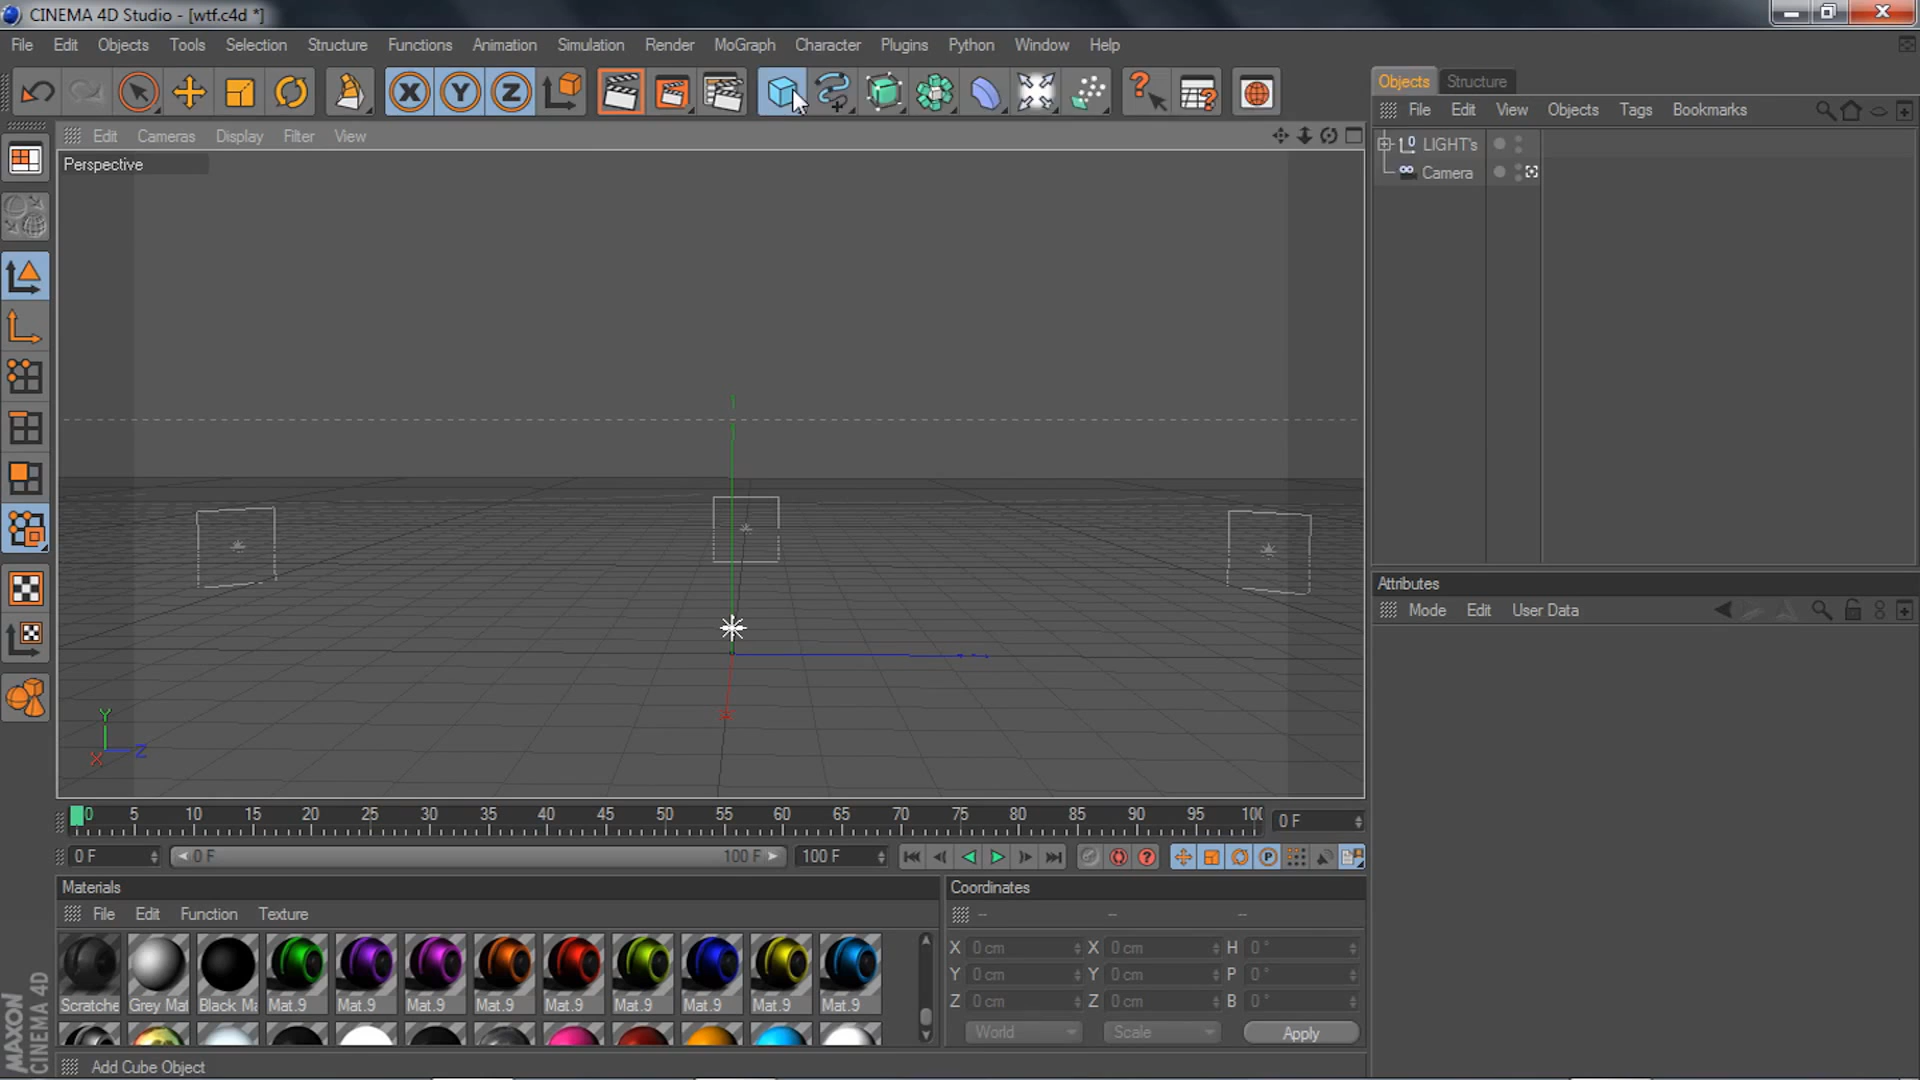 CINEMA 4D Studio - [wtf.c4d *]
File Edit Objects Tools Selection Structure Functions Animation Simulation Render MoGraph Character Plugins Python Window Help
X Y Z
Objects Structure
File Edit View Objects Tags Bookmarks
Edit Cameras Display Filter View
Perspective
LIGHT's
Camera
Attributes
Mode Edit User Data
Y
X Z
0 5 10 15 20 25 30 35 40 45 50 55 60 65 70 75 80 85 90 95 100 0 F
0 F 0 F 100 F 100 F
Materials
File Edit Function Texture
Scratche Grey Mat Black Ma Mat.9 Mat.9 Mat.9 Mat.9 Mat.9 Mat.9 Mat.9 Mat.9 Mat.9
Coordinates
-- -- --
X 0 cm X 0 cm H 0 °
Y 0 cm Y 0 cm P 0 °
Z 0 cm Z 0 cm B 0 °
World Scale Apply
MAXON
CINEMA 4D
Add Cube Object